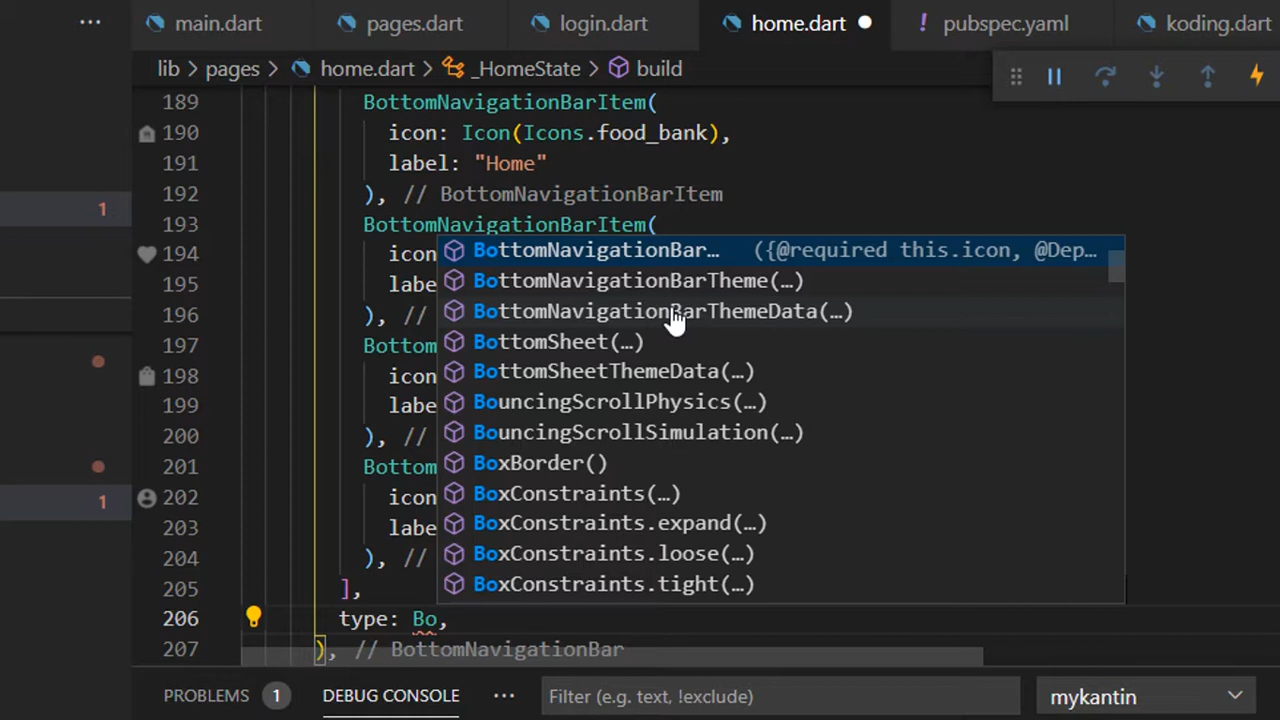 ... main.dart pages.dart login.dart home.dart ● ! pubspec.yaml koding.dart
lib > pages > home.dart > _HomeState > build
189 BottomNavigationBarItem(
190 icon: Icon(Icons.food_bank),
191 label: "Home"
192 ), // BottomNavigationBarItem
193 BottomNavigationBarItem(
194 icon
195 labe
196 ), //
197 Bottom
198 icon
199 labe
200 ), //
201 Bottom
202 icon
203 labe
204 ), //
205 ],
206 type: Bo,
207 ), // BottomNavigationBar
BottomNavigationBar… ({@required this.icon, @Dep…
BottomNavigationBarTheme(…)
BottomNavigationBarThemeData(…)
BottomSheet(…)
BottomSheetThemeData(…)
BouncingScrollPhysics(…)
BouncingScrollSimulation(…)
BoxBorder()
BoxConstraints(…)
BoxConstraints.expand(…)
BoxConstraints.loose(…)
BoxConstraints.tight(…)
1
1
PROBLEMS 1 DEBUG CONSOLE ... Filter (e.g. text, !exclude) mykantin